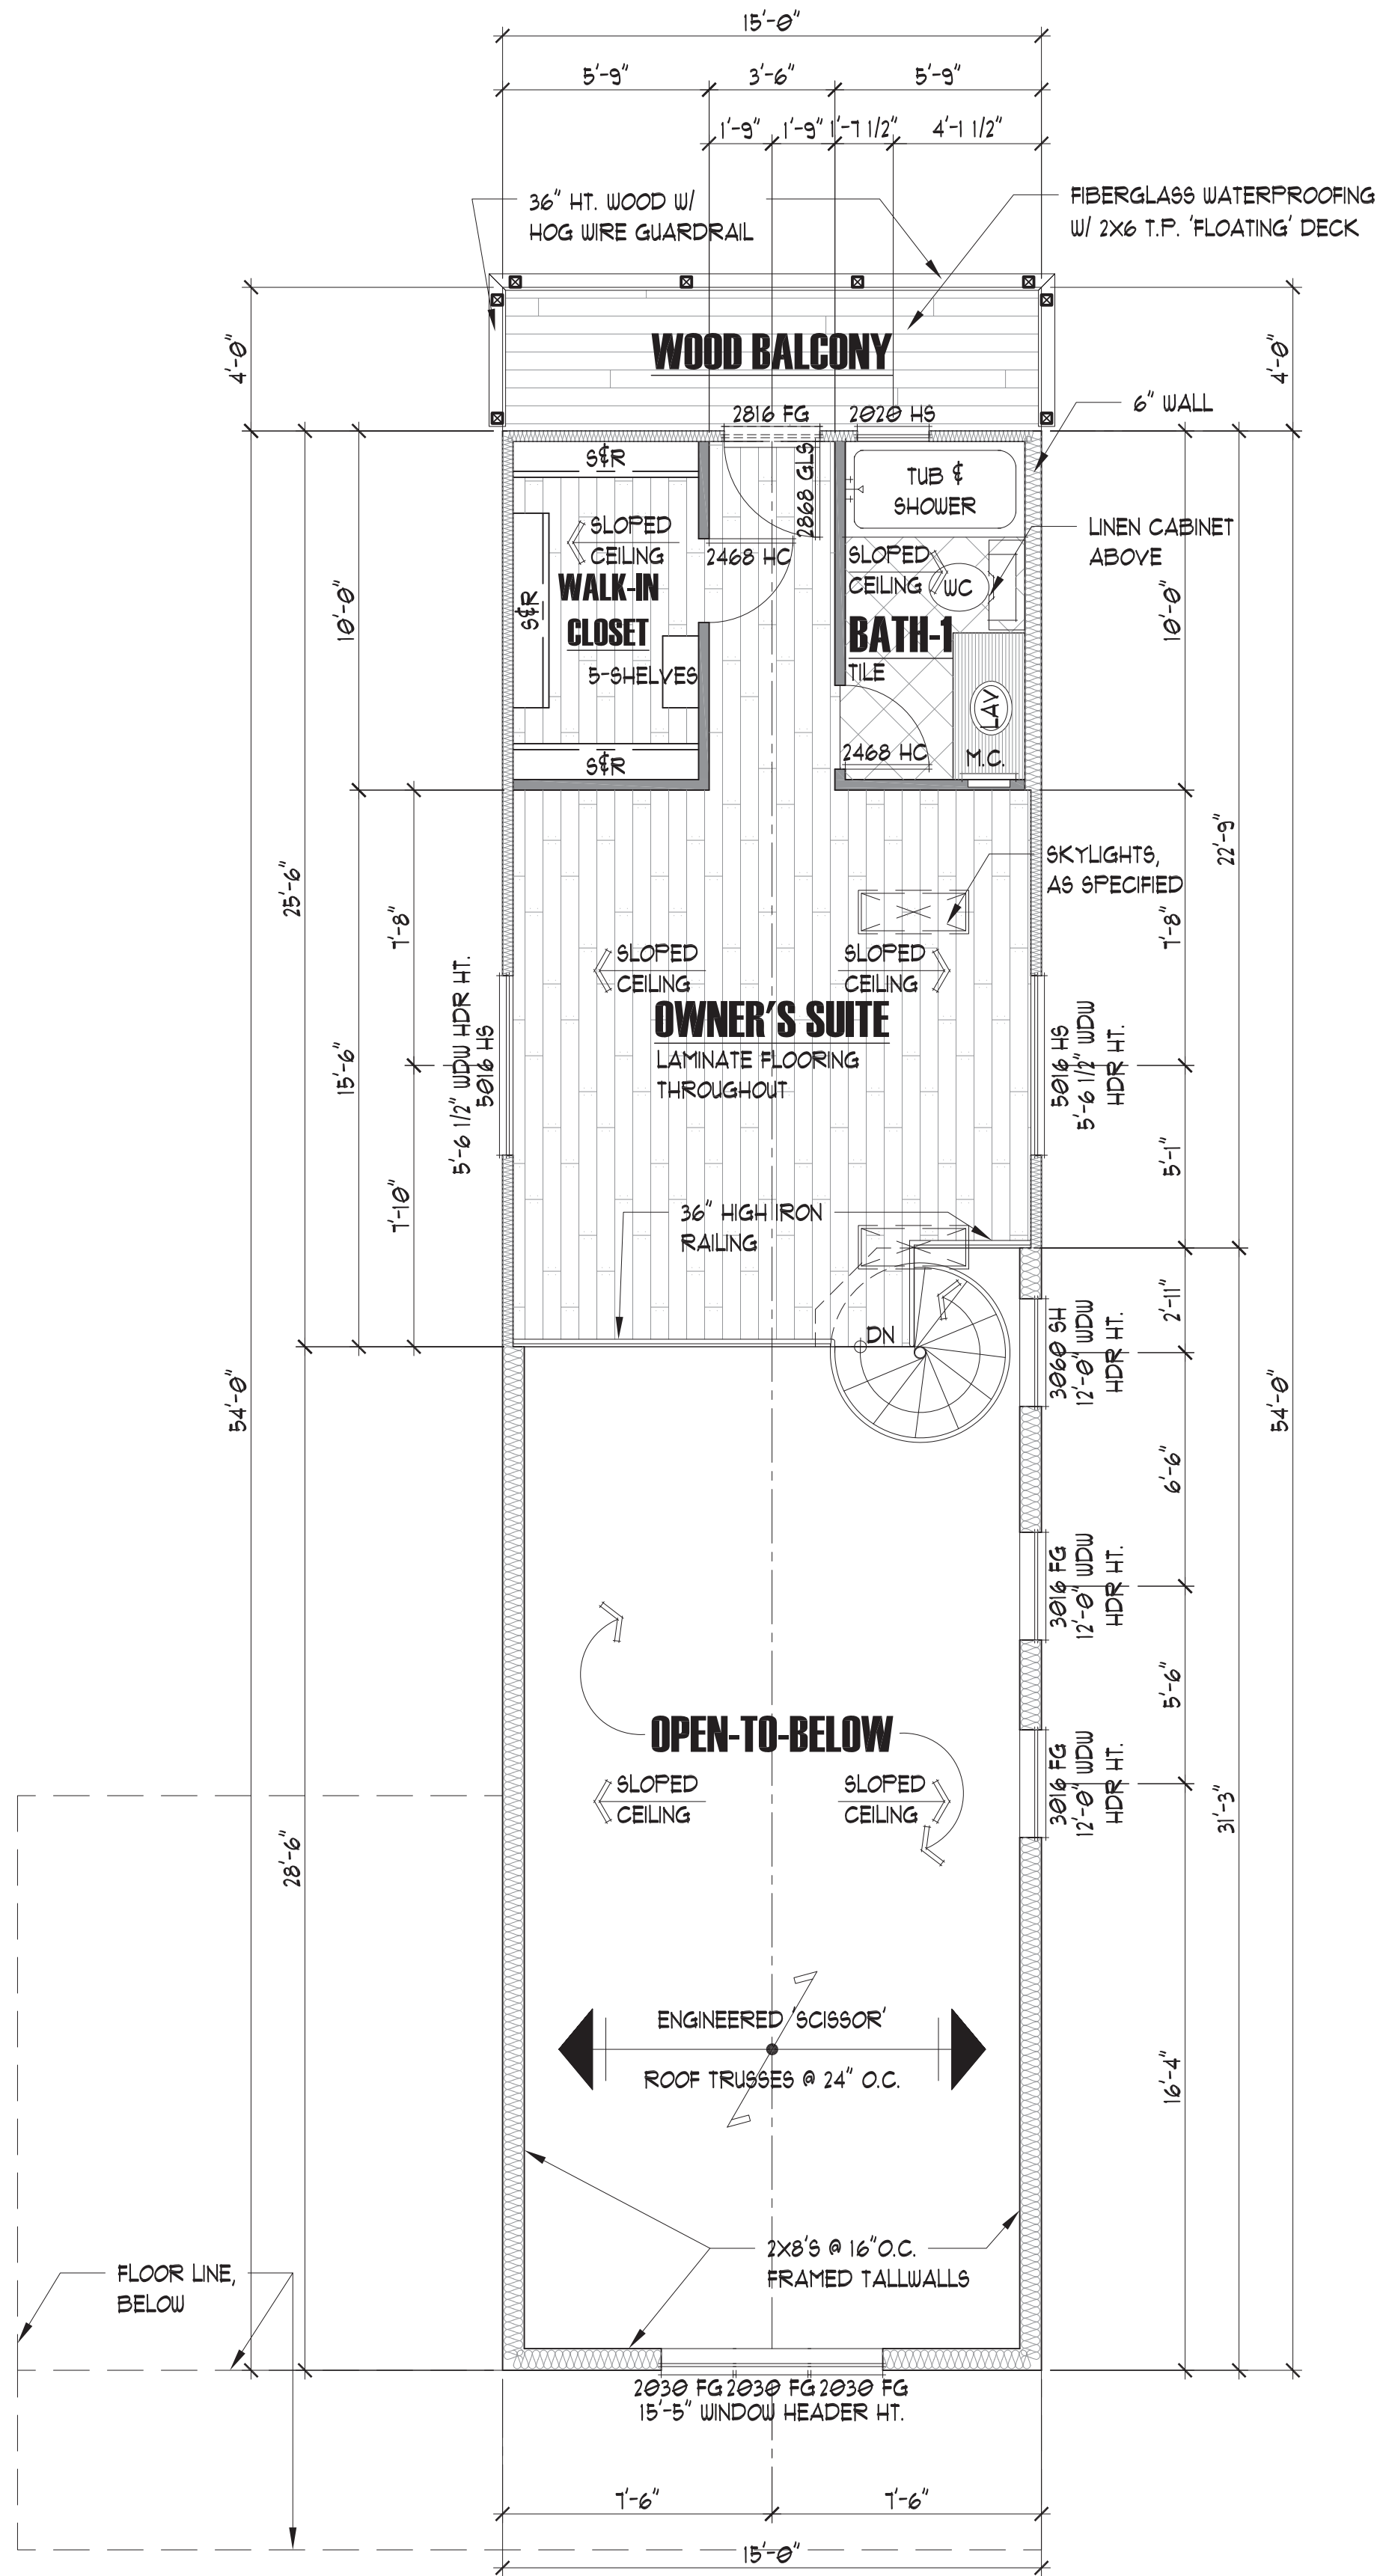 15'-0"
5'-9" 3'-6" 5'-9"
1'-9" 1'-9" 1'-7 1/2" 4'-1 1/2"
36" HT. WOOD W/
HOG WIRE GUARDRAIL
FIBERGLASS WATERPROOFING
W/ 2X6 T.P. 'FLOATING' DECK
4'-0"
WOOD BALCONY
4'-0"
6" WALL
2816 FG
2020 HS
S&R
2868 GLS
TUB &
SHOWER
LINEN CABINET
ABOVE
SLOPED
CEILING
2468 HC
SLOPED
CEILING
WC
WALK-IN
CLOSET
S&R
5-SHELVES
BATH-1
TILE
LAV
2468 HC
M.C.
S&R
10'-0"
10'-0"
22'-9"
25'-6"
7'-8"
SKYLIGHTS,
AS SPECIFIED
7'-8"
SLOPED
CEILING
SLOPED
CEILING
OWNER'S SUITE
LAMINATE FLOORING
THROUGHOUT
5'-6 1/2" WDW HDR HT.
5016 HS
5016 HS
5'-6 1/2" WDW
HDR HT.
15'-6"
7'-10"
5'-1"
36" HIGH IRON
RAILING
DN
2'-11"
3060 SH
12'-0" WDW
HDR HT.
54'-0"
54'-0"
6'-6"
3016 FG
12'-0" WDW
HDR HT.
5'-6"
OPEN-TO-BELOW
SLOPED
CEILING
SLOPED
CEILING
3016 FG
12'-0" WDW
HDR HT.
31'-3"
28'-6"
16'-4"
ENGINEERED 'SCISSOR'
ROOF TRUSSES @ 24" O.C.
2X8'S @ 16"O.C.
FRAMED TALLWALLS
FLOOR LINE,
BELOW
2030 FG 2030 FG 2030 FG
15'-5" WINDOW HEADER HT.
7'-6" 7'-6"
15'-0"